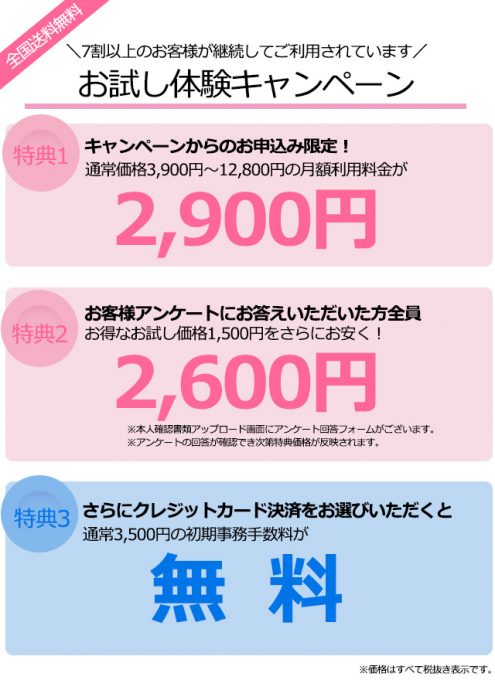 全国送料無料
＼7割以上のお客様が継続してご利用されています／
お試し体験キャンペーン
特典1
キャンペーンからのお申込み限定！
通常価格3,900円～12,800円の月額利用料金が
2,900円
特典2
お客様アンケートにお答えいただいた方全員
お得なお試し価格1,500円をさらにお安く！
2,600円
※本人確認書類アップロード画面にアンケート回答フォームがございます。
※アンケートの回答が確認でき次第特典価格が反映されます。
特典3
さらにクレジットカード決済をお選びいただくと
通常3,500円の初期事務手数料が
無料
※価格はすべて税抜き表示です。